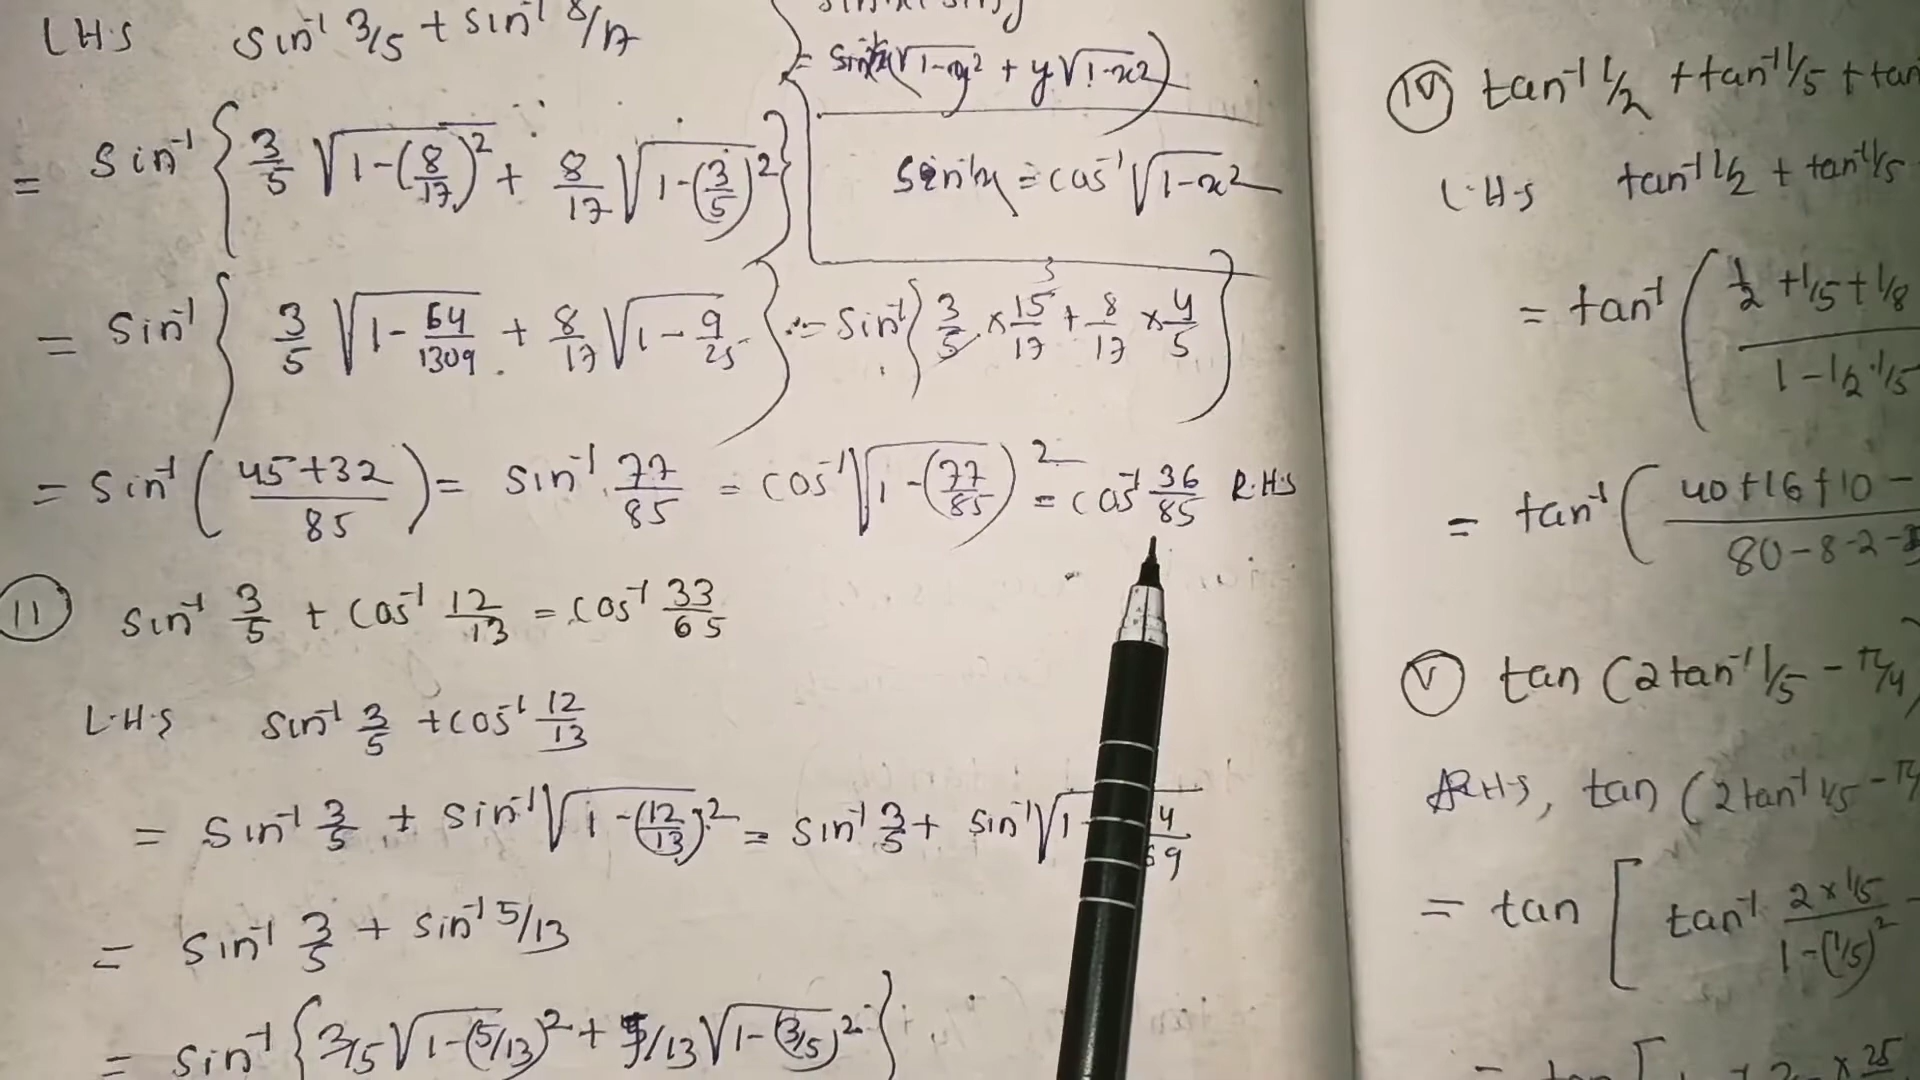 L.H.S sin⁻¹ 3/5 + sin⁻¹ 8/17
= sin⁻¹(x√1-y² + y√1-x²)
= sin⁻¹ { 3/5 √1-(8/17)² + 8/17 √1-(3/5)² }
sin⁻¹x = cos⁻¹ √1-x²
= sin⁻¹ { 3/5 √1- 64/1309 + 8/17 √1- 9/25 } = sin⁻¹ { 3/5 × 15/17 + 8/17 × 4/5 }
3
= sin⁻¹ ( 45+32 / 85 ) = sin⁻¹ 77/85 = cos⁻¹ √1-(77/85)² = cos⁻¹ 36/85 R.H.S
(11) sin⁻¹ 3/5 + cos⁻¹ 12/13 = cos⁻¹ 33/65
L.H.S sin⁻¹ 3/5 + cos⁻¹ 12/13
= sin⁻¹ 3/5 + sin⁻¹ √1-(12/13)² = sin⁻¹ 3/5 + sin⁻¹ √1
= sin⁻¹ 3/5 + sin⁻¹ 5/13
= sin⁻¹ { 3/5 √1-(5/13)² + 5/13 √1-(3/5)² }
(iv) tan⁻¹ 1/2 + tan⁻¹ 1/5 + tan
L.H.S tan⁻¹ 1/2 + tan⁻¹ 1/5
= tan⁻¹ ( 1/2 + 1/5 + 1/8 / 1 - 1/2 · 1/5
= tan⁻¹ ( 40+16+10- / 80-8-2-
(v) tan (2 tan⁻¹ 1/5 - π/4)
R.H.S, tan (2 tan⁻¹ 1/5 - π/
= tan [ tan⁻¹ 2 × 1/5 / 1-(1/5)² -